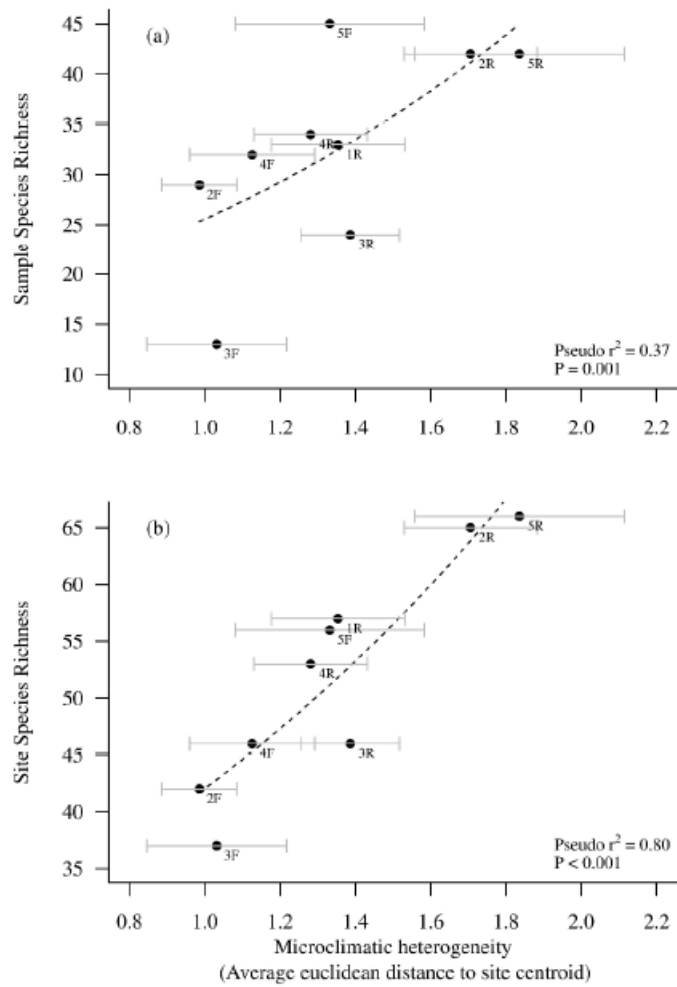 45
40
35
30
25
20
15
10
Sample Species Richness
(a)
5F
2R
5R
4R
1R
4F
2F
3R
3F
Pseudo r² = 0.37
P = 0.001
0.8 1.0 1.2 1.4 1.6 1.8 2.0 2.2
65
60
55
50
45
40
35
Site Species Richness
(b)
5R
2R
1R
5F
4R
4F
3R
2F
3F
Pseudo r² = 0.80
P < 0.001
0.8 1.0 1.2 1.4 1.6 1.8 2.0 2.2
Microclimatic heterogeneity
(Average euclidean distance to site centroid)